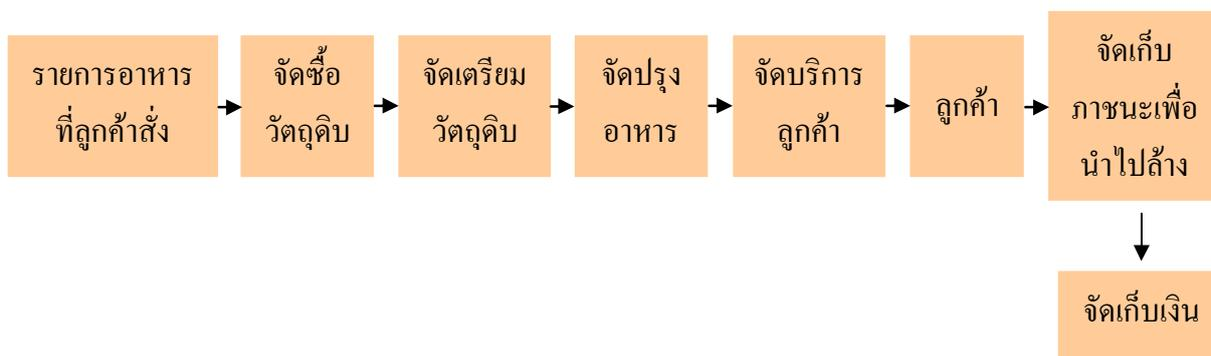 รายการอาหาร
ที่ลูกค้าสั่ง
จัดซื้อ
วัตถุดิบ
จัดเตรียม
วัตถุดิบ
จัดปรุง
อาหาร
จัดบริการ
ลูกค้า
ลูกค้า
จัดเก็บ
ภาชนะเพื่อ
นำไปล้าง
จัดเก็บเงิน